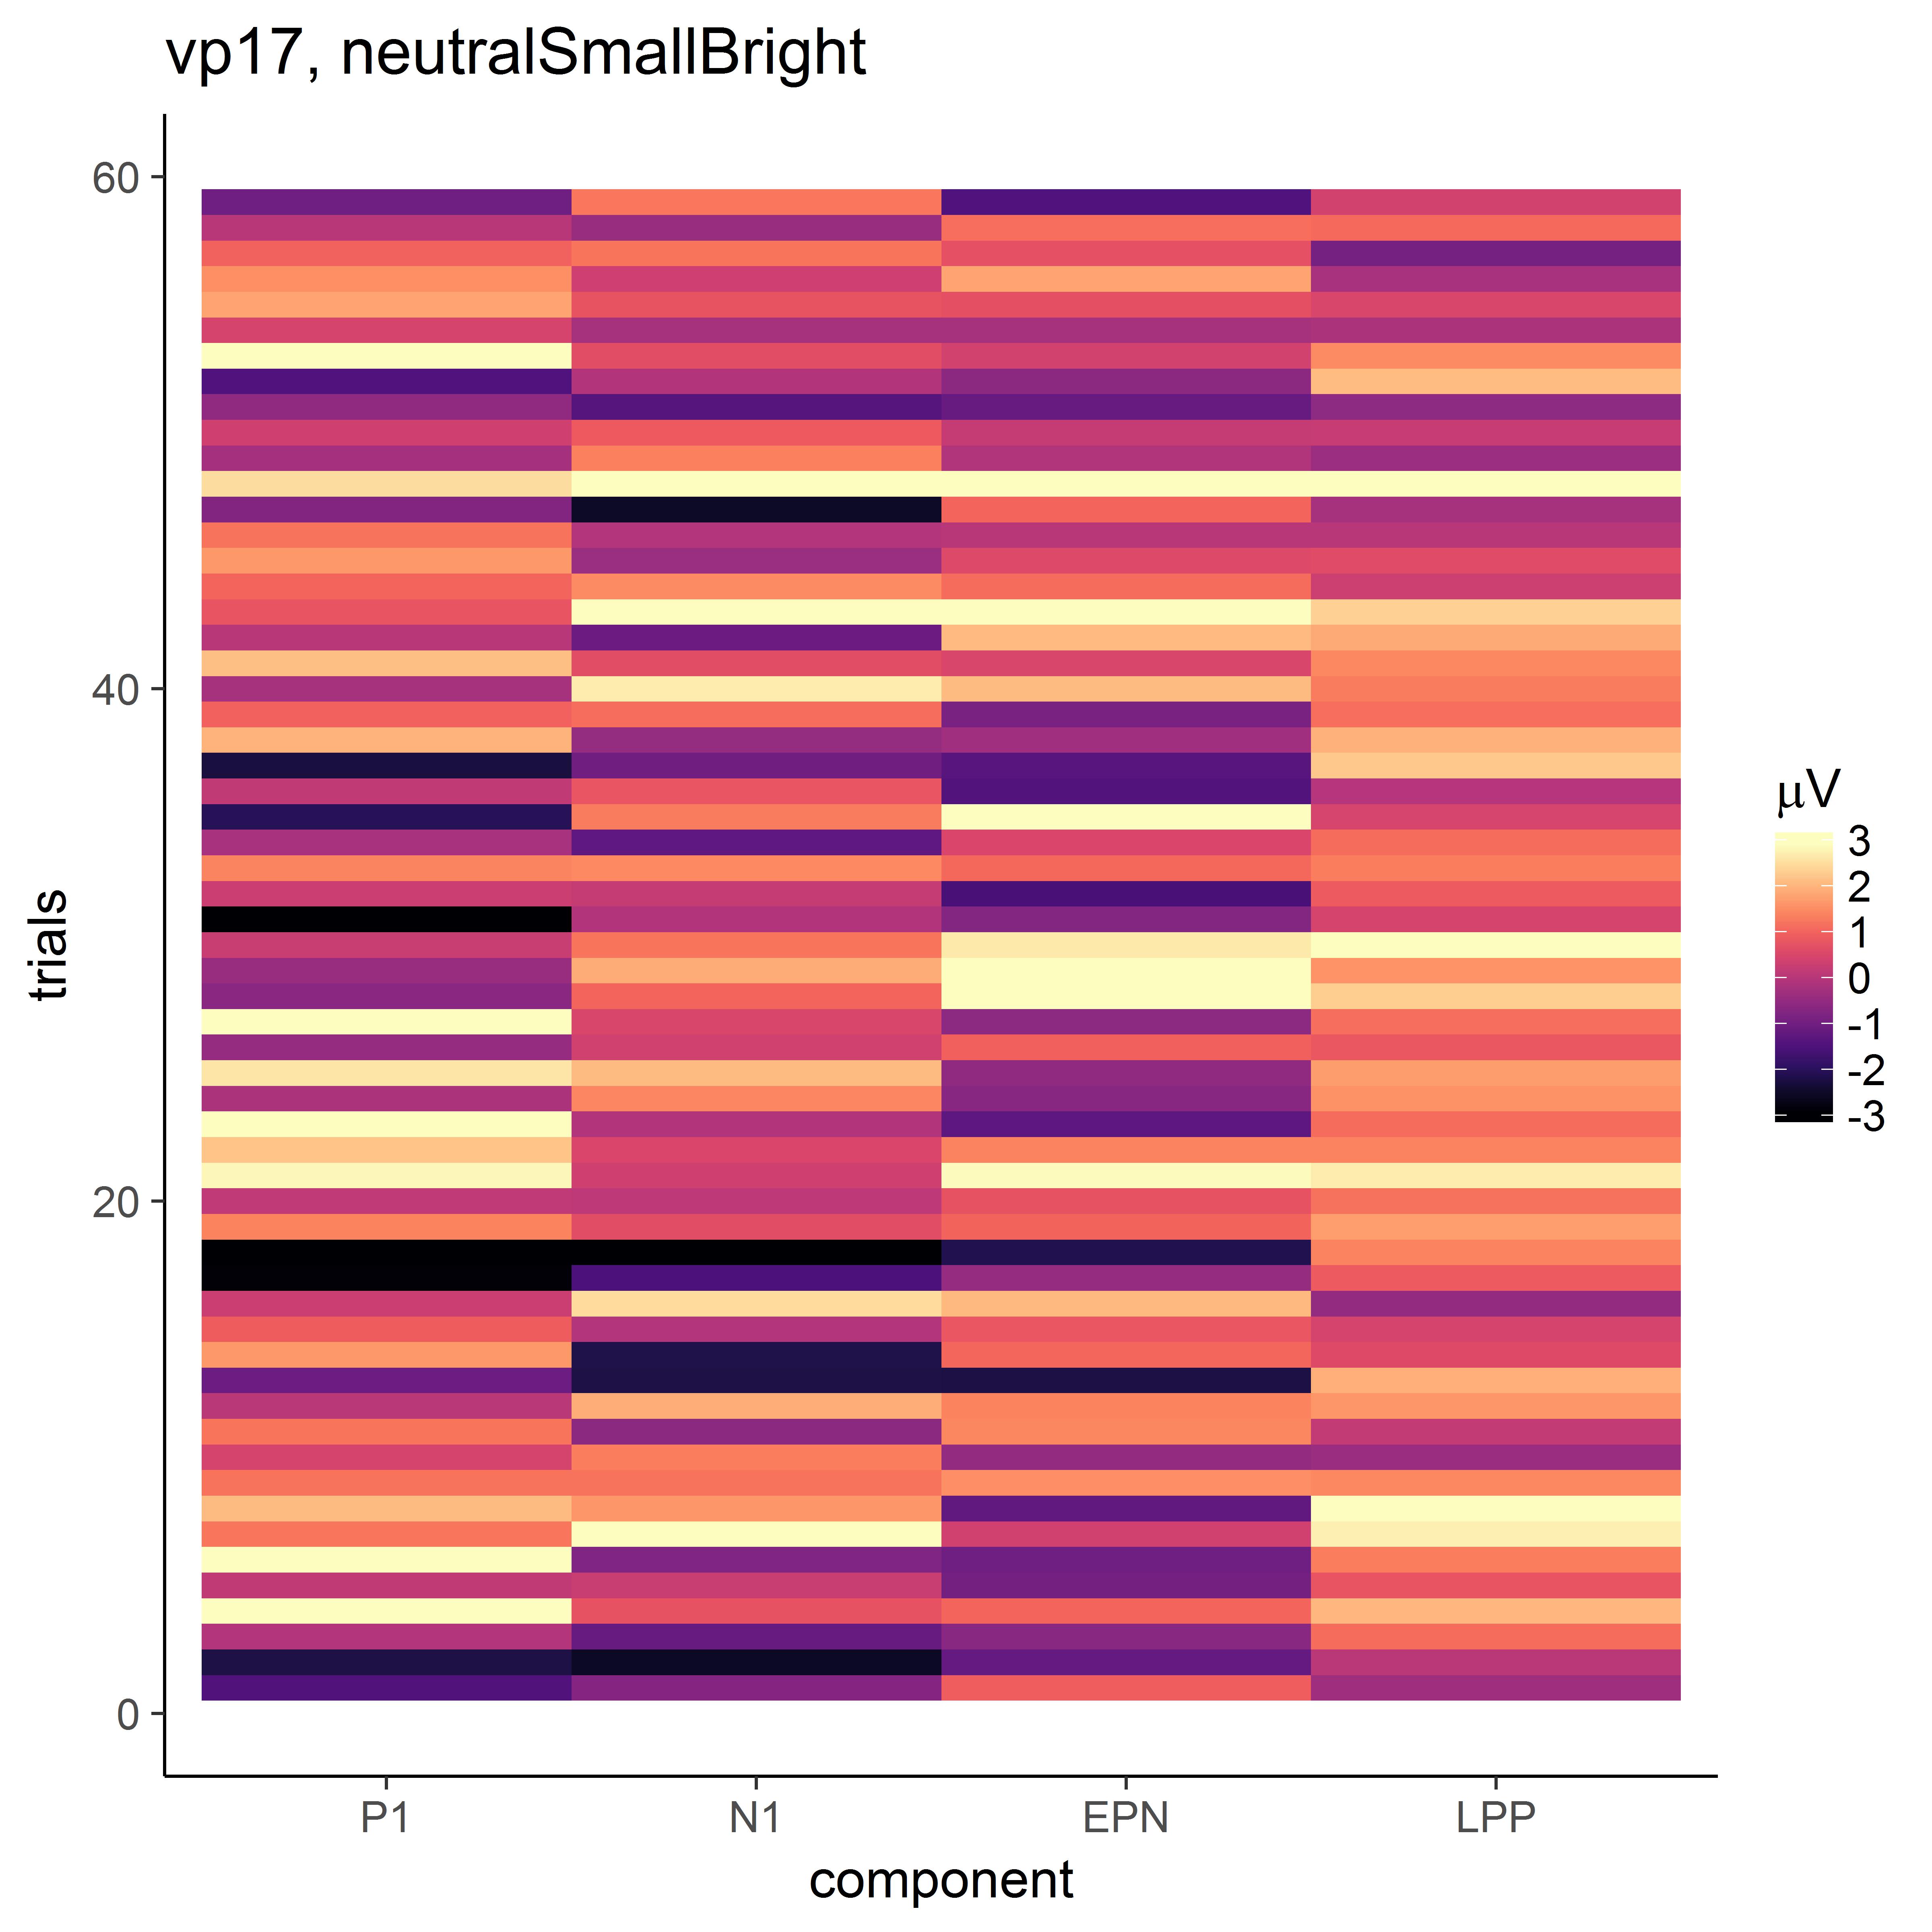 vp17, neutralSmallBright
60
40
20
0
trials
P1 N1 EPN LPP
component
μV
3
2
1
0
-1
-2
-3